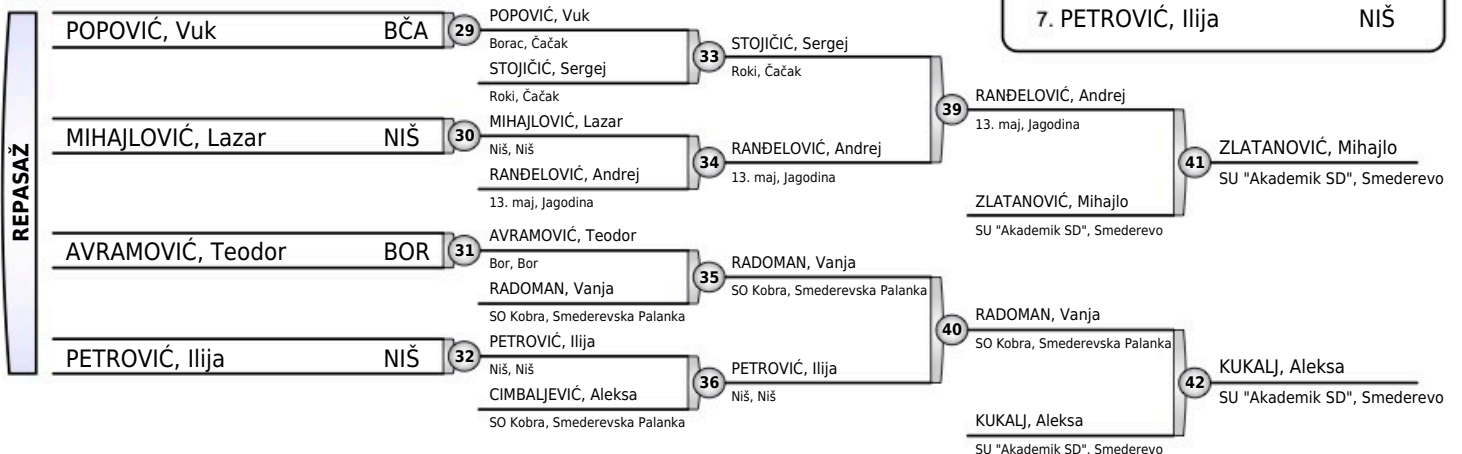 7. PETROVIĆ, Ilija NIŠ
REPASAŽ
POPOVIĆ, Vuk BČA
29
POPOVIĆ, Vuk
Borac, Čačak
STOJIČIĆ, Sergej
Roki, Čačak
33
STOJIČIĆ, Sergej
Roki, Čačak
MIHAJLOVIĆ, Lazar NIŠ
30
MIHAJLOVIĆ, Lazar
Niš, Niš
RANĐELOVIĆ, Andrej
13. maj, Jagodina
34
RANĐELOVIĆ, Andrej
13. maj, Jagodina
39
RANĐELOVIĆ, Andrej
13. maj, Jagodina
ZLATANOVIĆ, Mihajlo
SU "Akademik SD", Smederevo
41
ZLATANOVIĆ, Mihajlo
SU "Akademik SD", Smederevo
AVRAMOVIĆ, Teodor BOR
31
AVRAMOVIĆ, Teodor
Bor, Bor
RADOMAN, Vanja
SO Kobra, Smederevska Palanka
35
RADOMAN, Vanja
SO Kobra, Smederevska Palanka
PETROVIĆ, Ilija NIŠ
32
PETROVIĆ, Ilija
Niš, Niš
CIMBALJEVIĆ, Aleksa
SO Kobra, Smederevska Palanka
36
PETROVIĆ, Ilija
Niš, Niš
40
RADOMAN, Vanja
SO Kobra, Smederevska Palanka
KUKALJ, Aleksa
SU "Akademik SD", Smederevo
42
KUKALJ, Aleksa
SU "Akademik SD", Smederevo